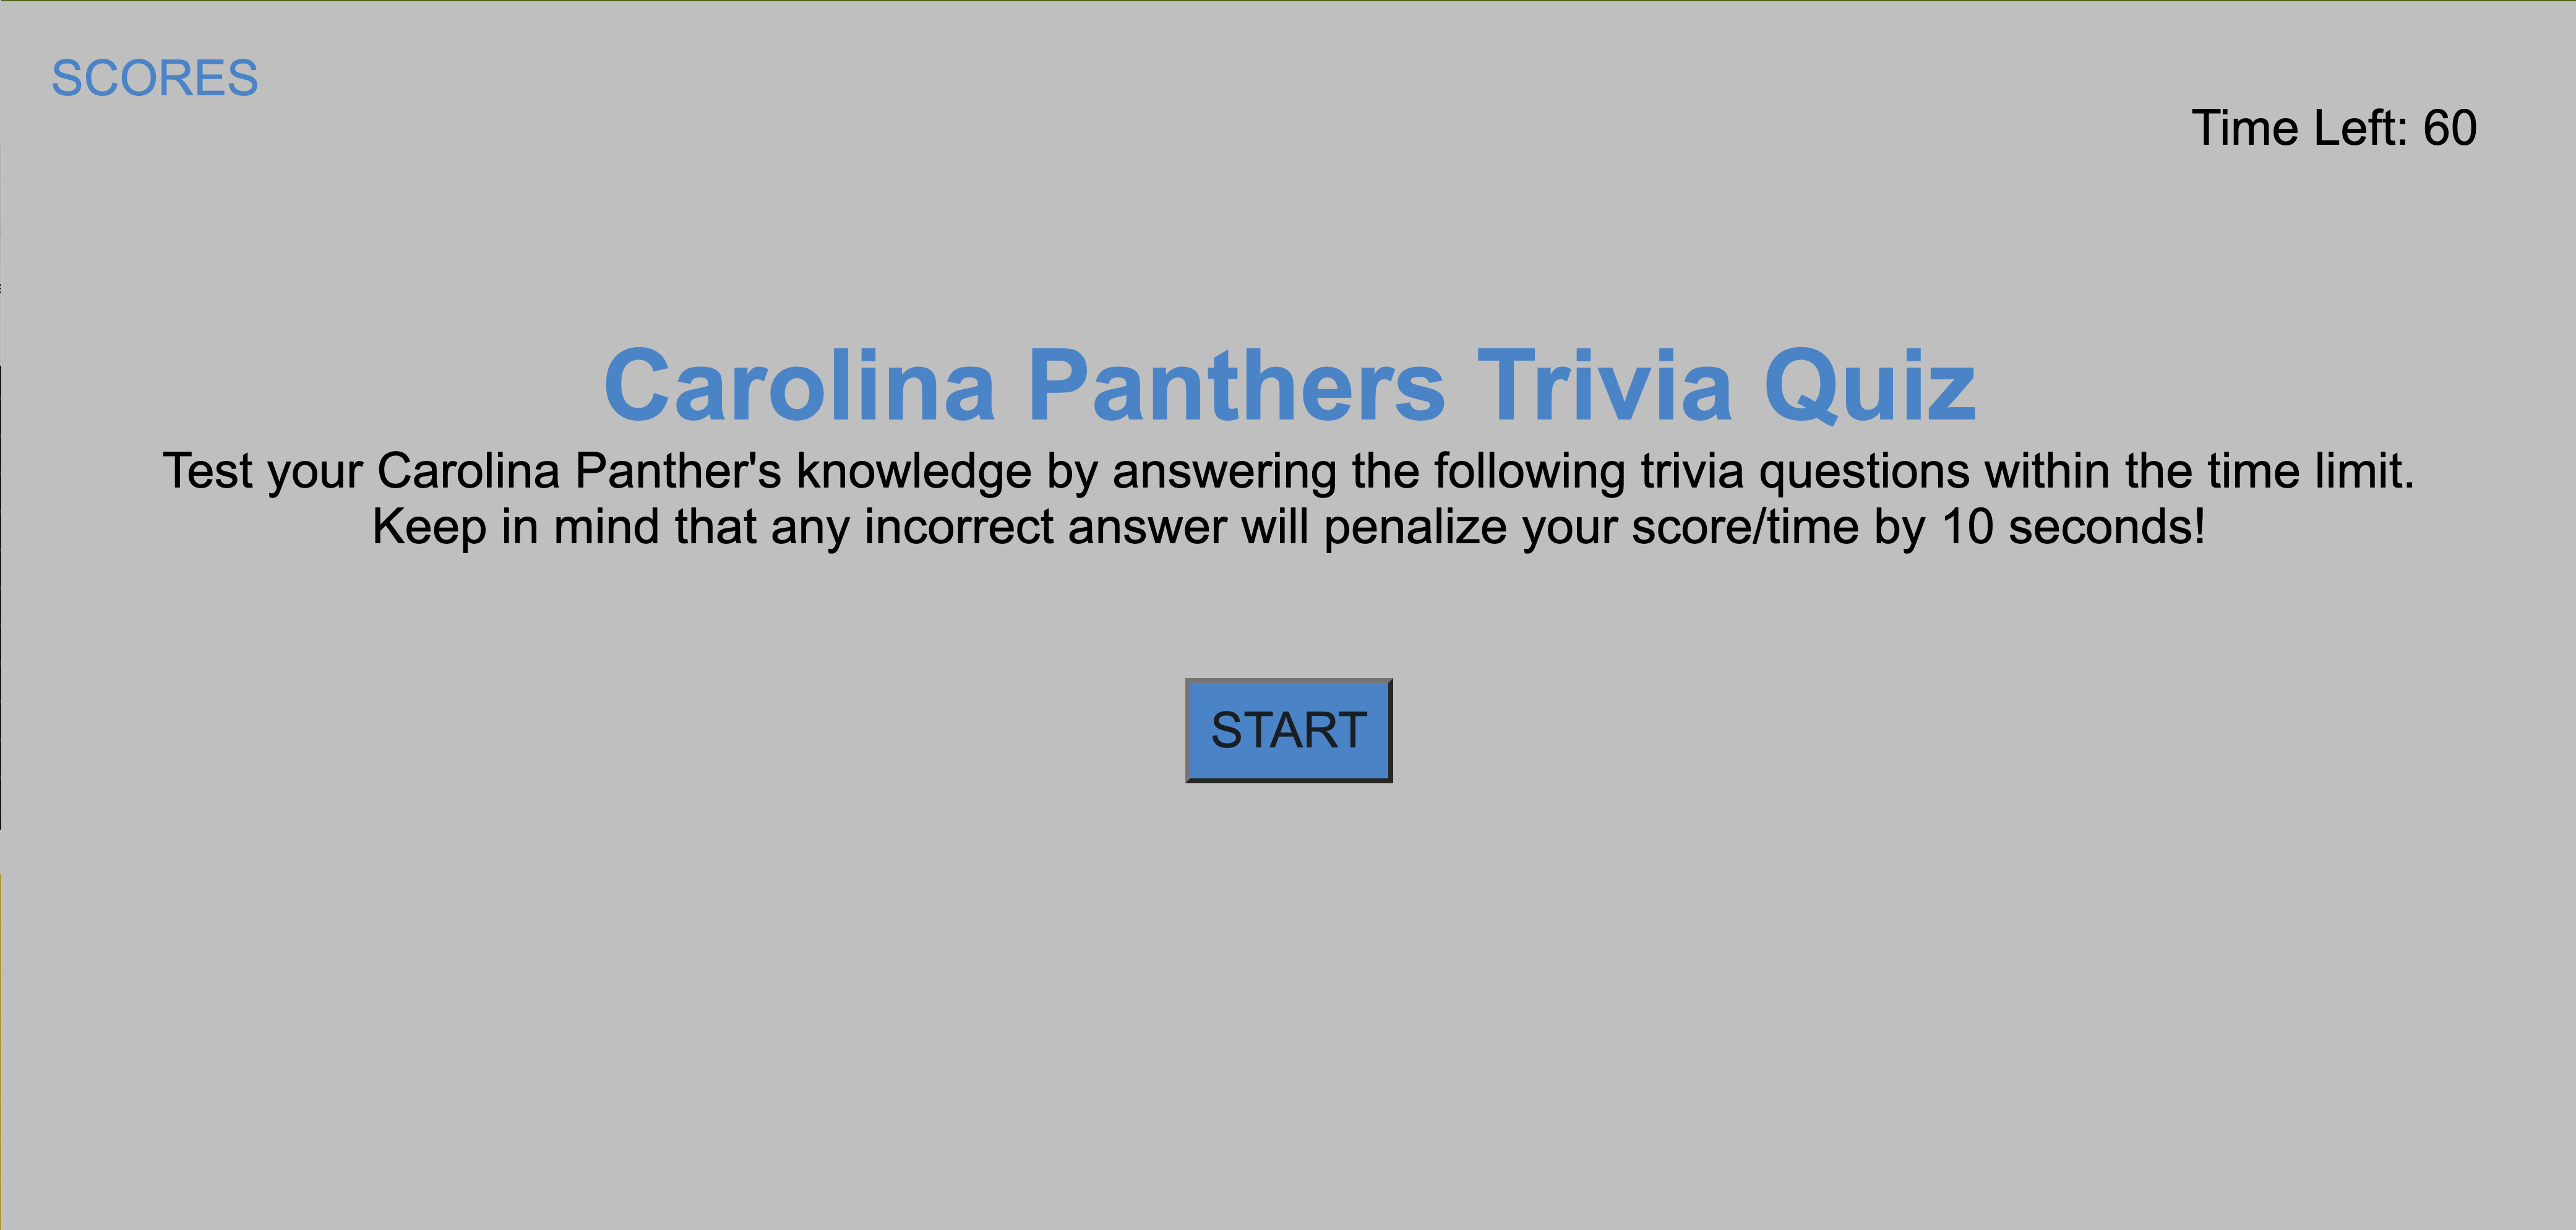 SCORES
Time Left: 60
Carolina Panthers Trivia Quiz
Test your Carolina Panther's knowledge by answering the following trivia questions within the time limit.
Keep in mind that any incorrect answer will penalize your score/time by 10 seconds!
START